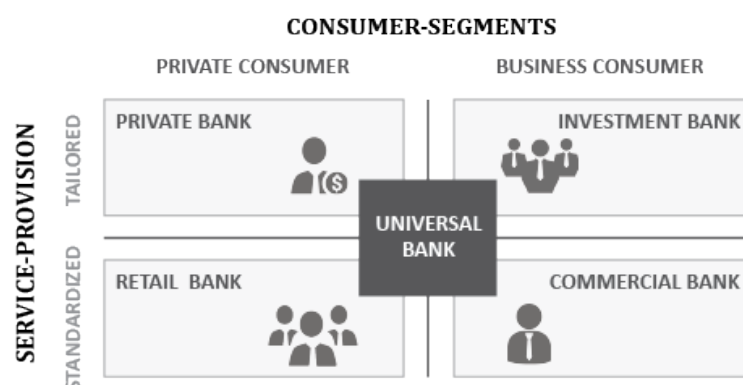 CONSUMER-SEGMENTS
PRIVATE CONSUMER
BUSINESS CONSUMER
SERVICE-PROVISION
TAILORED
PRIVATE BANK
$
INVESTMENT BANK
UNIVERSAL
BANK
STANDARDIZED
RETAIL BANK
COMMERCIAL BANK